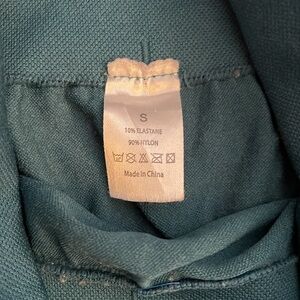 S
10% ELASTANE
90% NYLON
Made in China